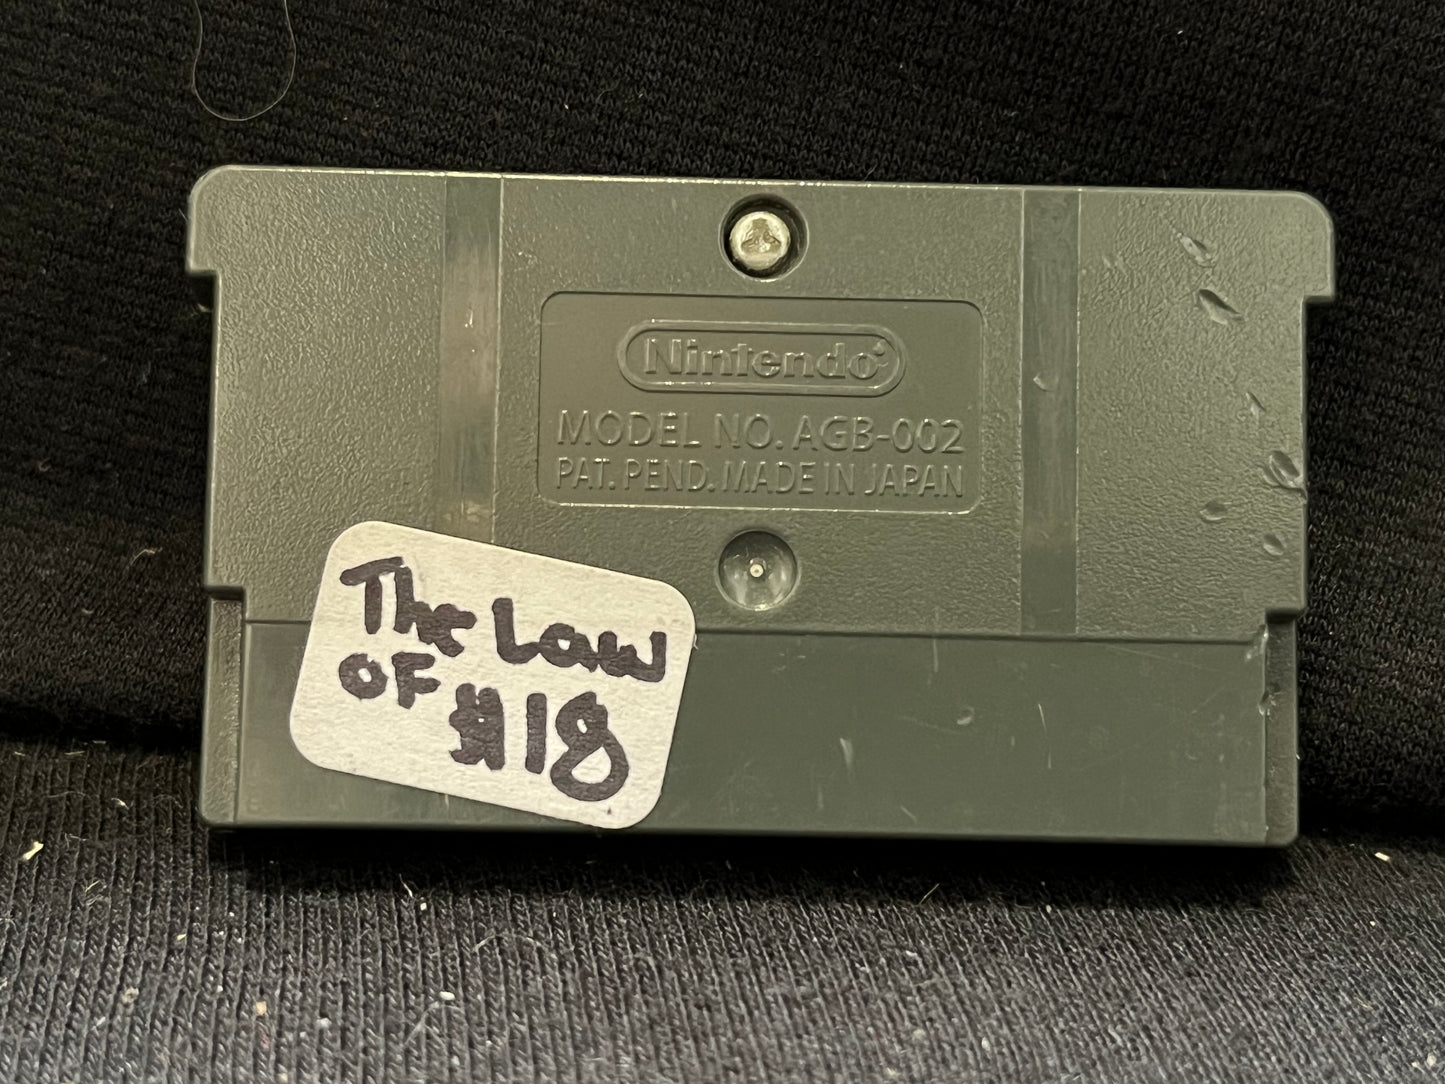 Nintendo
MODEL NO. AGB-002
PAT. PEND. MADE IN JAPAN
The Law
OF #18